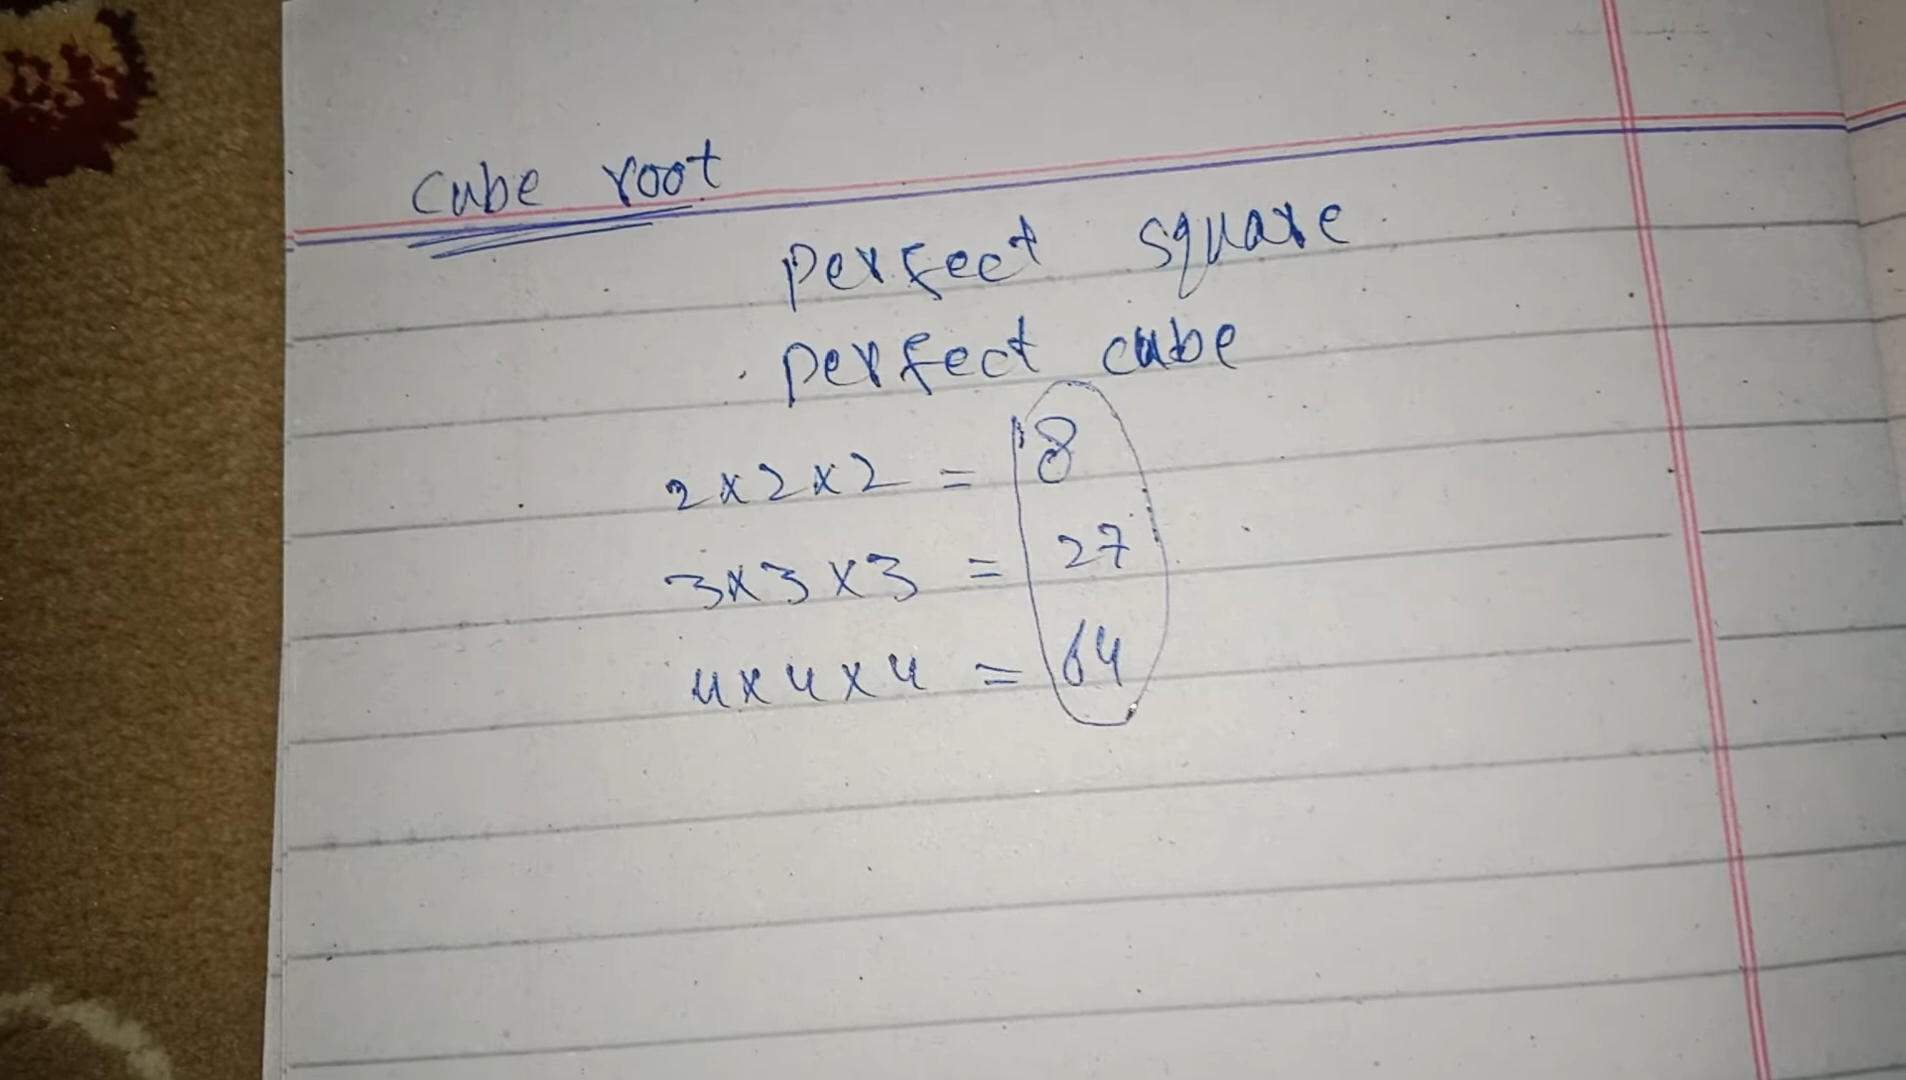 Cube root
perfect square
perfect cube
2x2x2 = 8
3x3x3 = 27
4x4x4 = 64